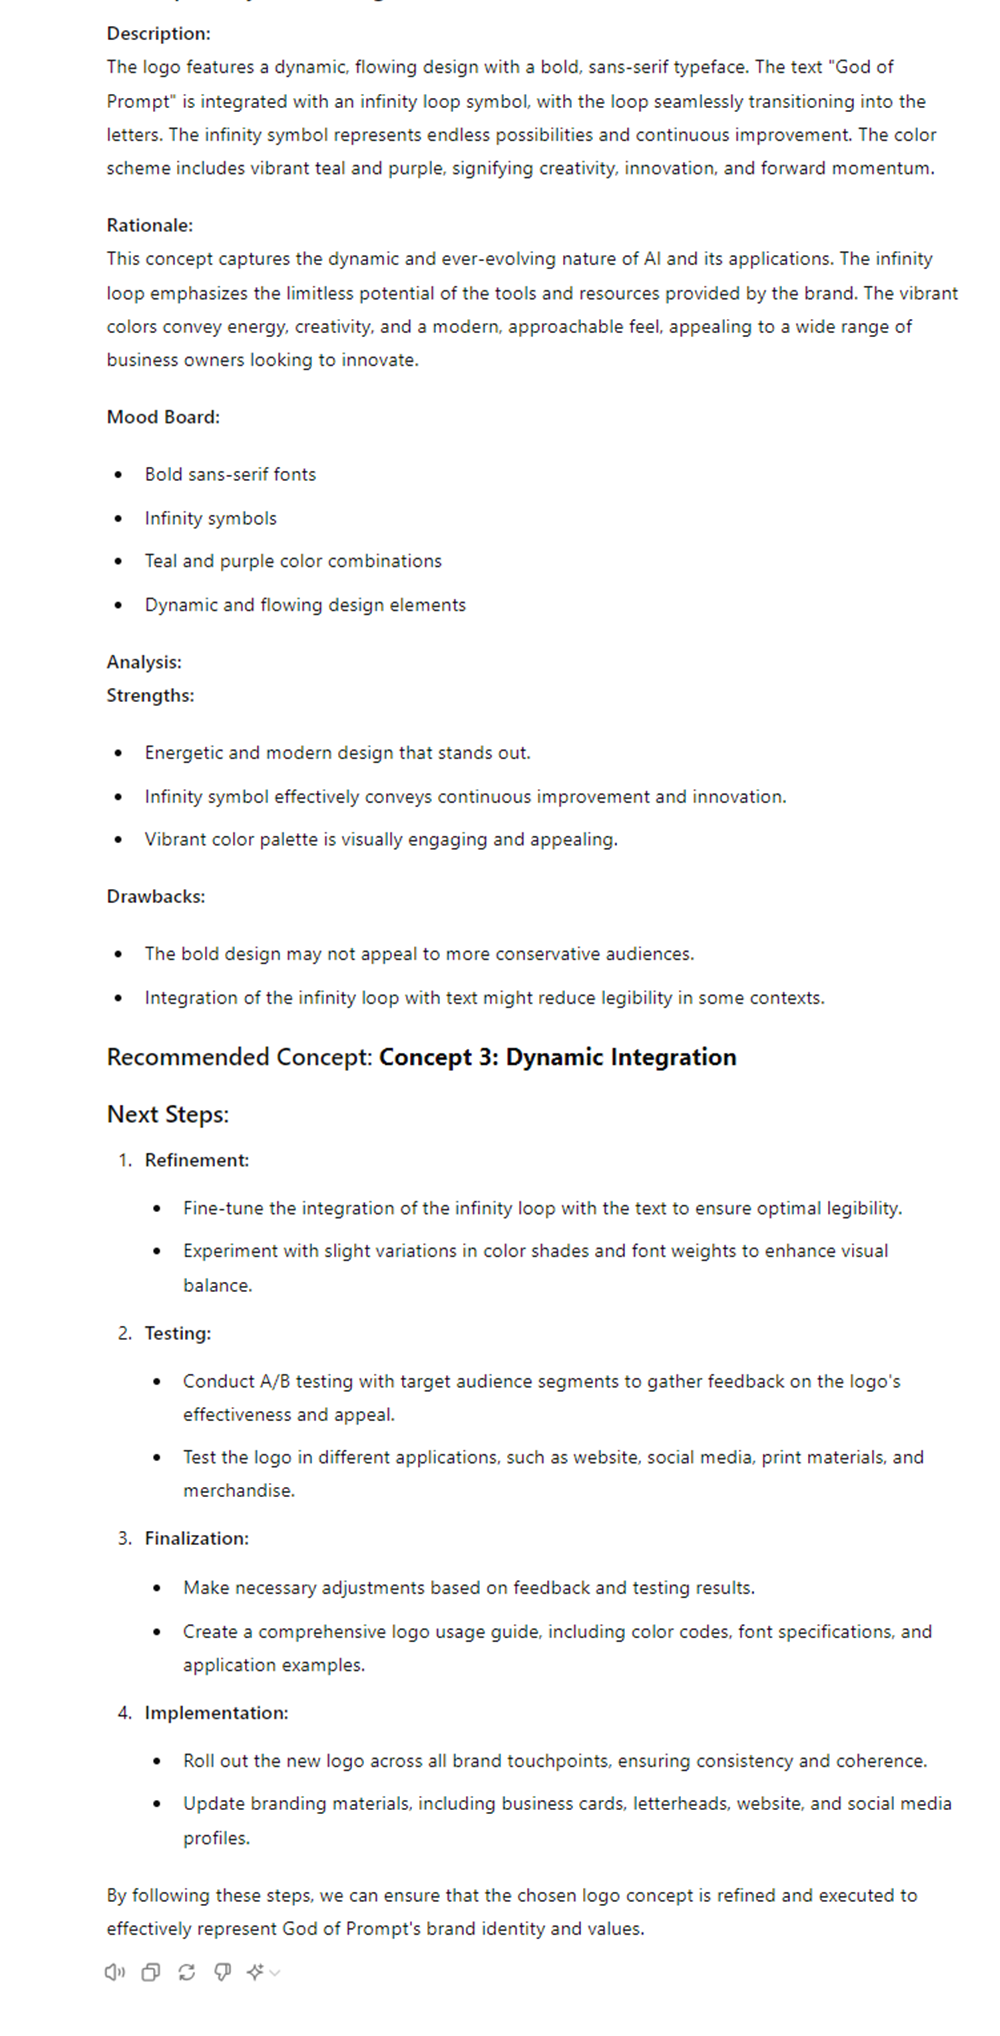 Description:
The logo features a dynamic, flowing design with a bold, sans-serif typeface. The text "God of
Prompt" is integrated with an infinity loop symbol, with the loop seamlessly transitioning into the
letters. The infinity symbol represents endless possibilities and continuous improvement. The color
scheme includes vibrant teal and purple, signifying creativity, innovation, and forward momentum.
Rationale:
This concept captures the dynamic and ever-evolving nature of AI and its applications. The infinity
loop emphasizes the limitless potential of the tools and resources provided by the brand. The vibrant
colors convey energy, creativity, and a modern, approachable feel, appealing to a wide range of
business owners looking to innovate.
Mood Board:
• Bold sans-serif fonts
• Infinity symbols
• Teal and purple color combinations
• Dynamic and flowing design elements
Analysis:
Strengths:
• Energetic and modern design that stands out.
• Infinity symbol effectively conveys continuous improvement and innovation.
• Vibrant color palette is visually engaging and appealing.
Drawbacks:
• The bold design may not appeal to more conservative audiences.
• Integration of the infinity loop with text might reduce legibility in some contexts.
Recommended Concept: Concept 3: Dynamic Integration
Next Steps:
1. Refinement:
• Fine-tune the integration of the infinity loop with the text to ensure optimal legibility.
• Experiment with slight variations in color shades and font weights to enhance visual
balance.
2. Testing:
• Conduct A/B testing with target audience segments to gather feedback on the logo's
effectiveness and appeal.
• Test the logo in different applications, such as website, social media, print materials, and
merchandise.
3. Finalization:
• Make necessary adjustments based on feedback and testing results.
• Create a comprehensive logo usage guide, including color codes, font specifications, and
application examples.
4. Implementation:
• Roll out the new logo across all brand touchpoints, ensuring consistency and coherence.
• Update branding materials, including business cards, letterheads, website, and social media
profiles.
By following these steps, we can ensure that the chosen logo concept is refined and executed to
effectively represent God of Prompt's brand identity and values.